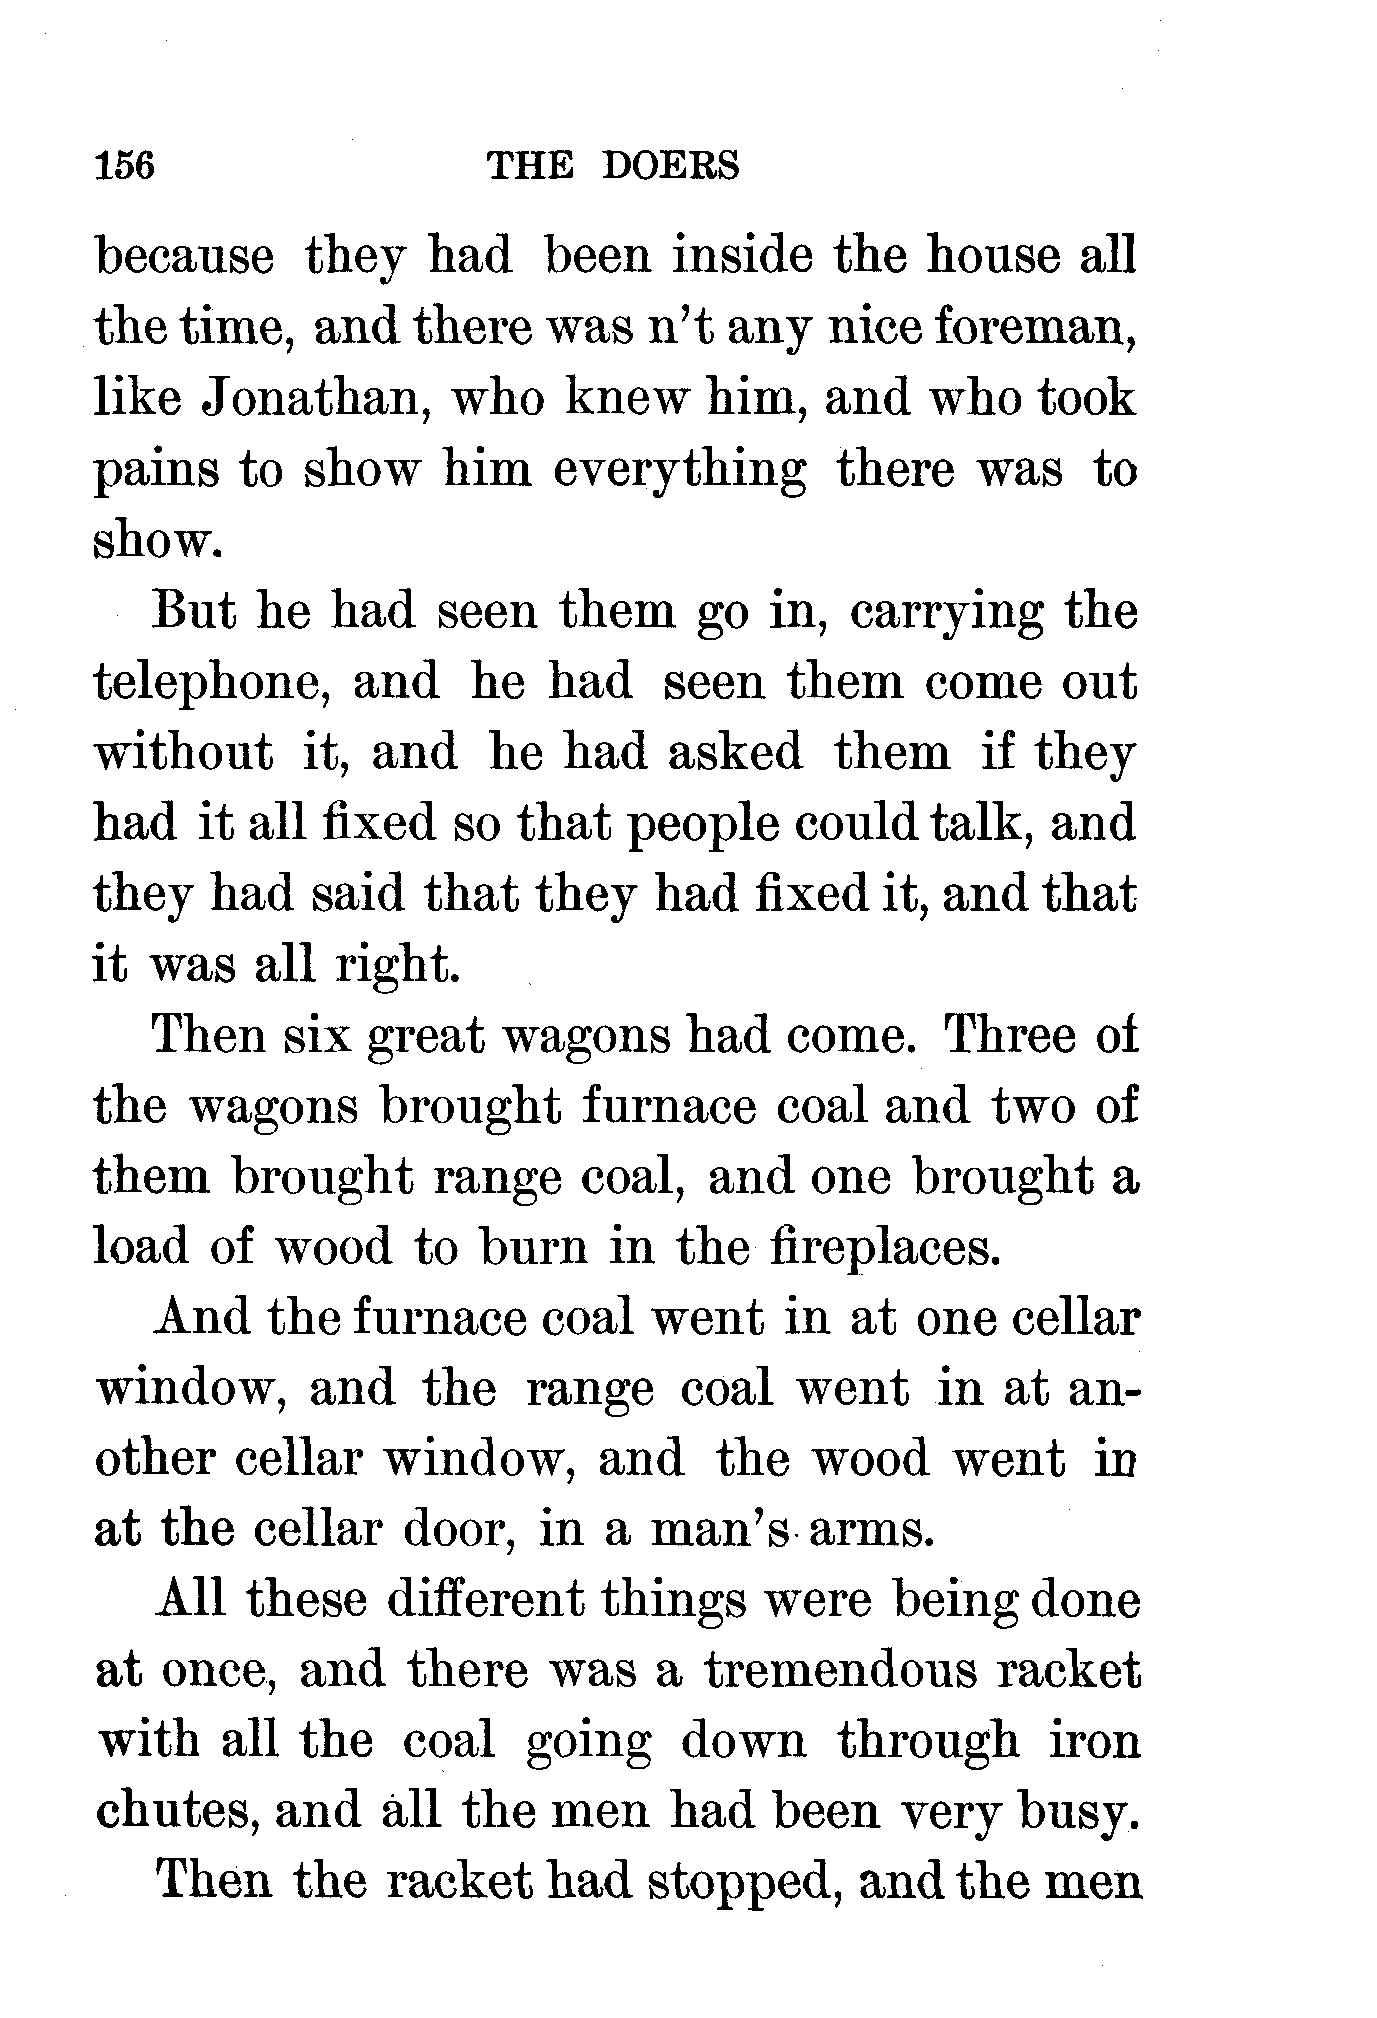 156 THE DOERS
because they had been inside the house all
the time, and there was n't any nice foreman,
like Jonathan, who knew him, and who took
pains to show him everything there was to
show.
But he had seen them go in, carrying the
telephone, and he had seen them come out
without it, and he had asked them if they
had it all fixed so that people could talk, and
they had said that they had fixed it, and that
it was all right.
Then six great wagons had come. Three of
the wagons brought furnace coal and two of
them brought range coal, and one brought a
load of wood to burn in the fireplaces.
And the furnace coal went in at one cellar
window, and the range coal went in at an-
other cellar window, and the wood went in
at the cellar door, in a man's arms.
All these different things were being done
at once, and there was a tremendous racket
with all the coal going down through iron
chutes, and all the men had been very busy.
Then the racket had stopped, and the men